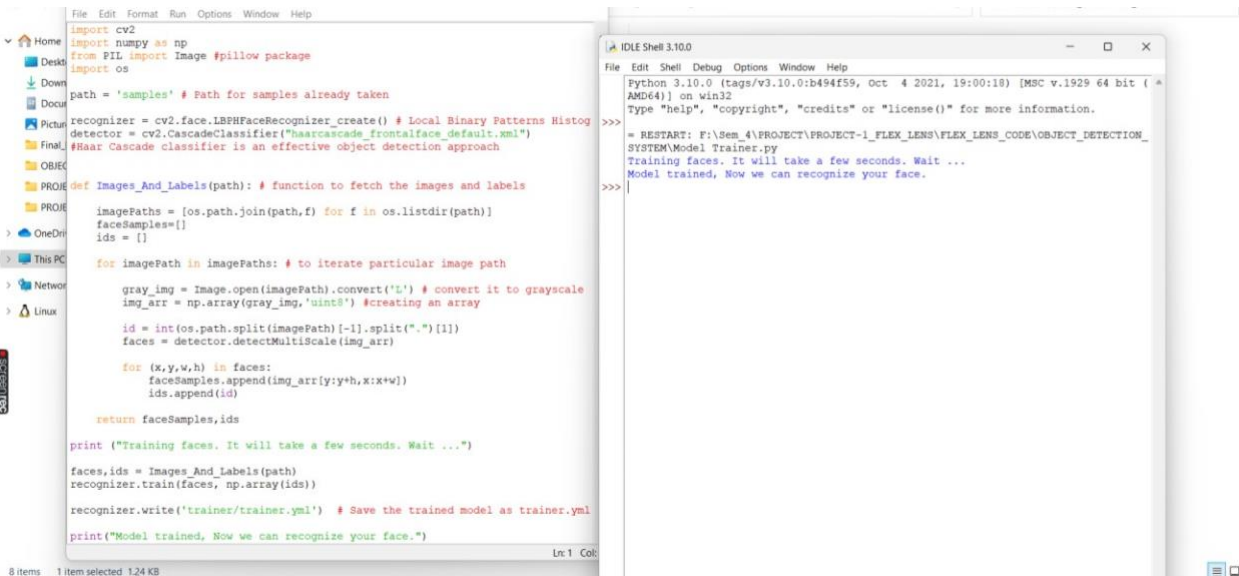 File Edit Format Run Options Window Help
import cv2
import numpy as np
from PIL import Image #pillow package
import os
path = 'samples' # Path for samples already taken
recognizer = cv2.face.LBPHFaceRecognizer_create() # Local Binary Patterns Histog
detector = cv2.CascadeClassifier("haarcascade_frontalface_default.xml")
#Haar Cascade classifier is an effective object detection approach
def Images_And_Labels(path): # function to fetch the images and labels
imagePaths = [os.path.join(path,f) for f in os.listdir(path)]
faceSamples=[]
ids = []
for imagePath in imagePaths: # to iterate particular image path
gray_img = Image.open(imagePath).convert('L') # convert it to grayscale
img_arr = np.array(gray_img,'uint8') #creating an array
id = int(os.path.split(imagePath)[-1].split(".")[1])
faces = detector.detectMultiScale(img_arr)
for (x,y,w,h) in faces:
faceSamples.append(img_arr[y:y+h,x:x+w])
ids.append(id)
return faceSamples,ids
print ("Training faces. It will take a few seconds. Wait ...")
faces,ids = Images_And_Labels(path)
recognizer.train(faces, np.array(ids))
recognizer.write('trainer/trainer.yml') # Save the trained model as trainer.yml
print("Model trained, Now we can recognize your face.")
Ln: 1 Col:
Home
Deskt
Down
Docur
Pictur
Final_
OBJEC
PROJE
PROJE
OneDri
This PC
Networ
Linux
screenrec
8 items 1 item selected 1.24 KB
IDLE Shell 3.10.0
File Edit Shell Debug Options Window Help
Python 3.10.0 (tags/v3.10.0:b494f59, Oct 4 2021, 19:00:18) [MSC v.1929 64 bit (
AMD64)] on win32
Type "help", "copyright", "credits" or "license()" for more information.
>>>
= RESTART: F:\Sem_4\PROJECT\PROJECT-1_FLEX_LENS\FLEX_LENS_CODE\OBJECT_DETECTION_
SYSTEM\Model Trainer.py
Training faces. It will take a few seconds. Wait ...
Model trained, Now we can recognize your face.
>>>